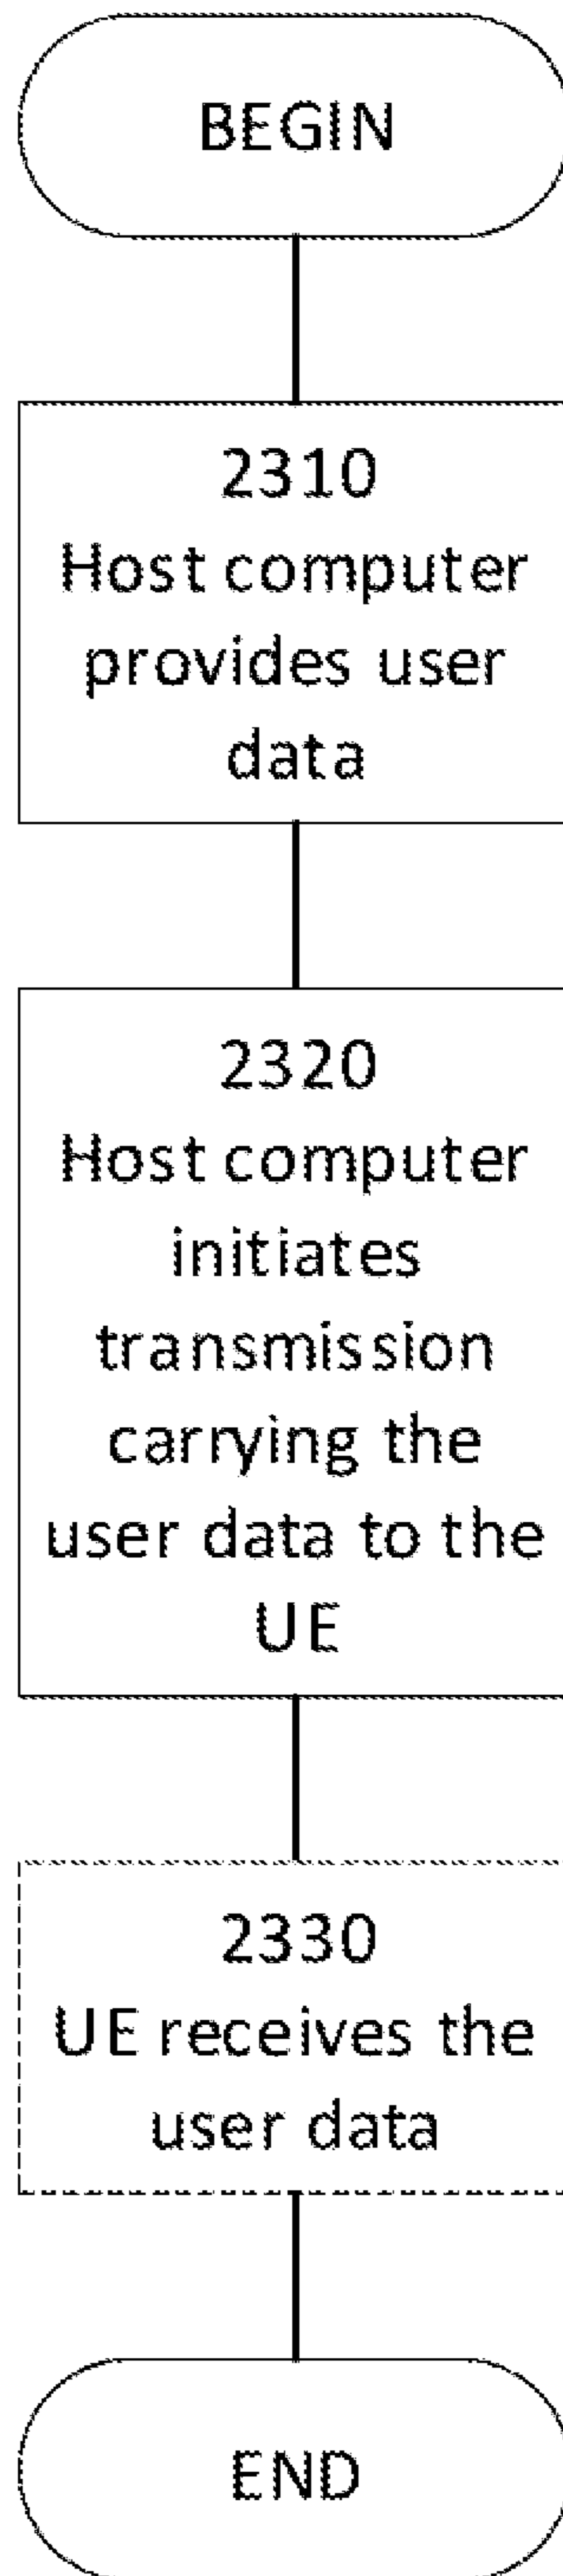 BEGIN
2310
Host computer
provides user
data
2320
Host computer
initiates
transmission
carrying the
user data to the
UE
2330
UE receives the
user data
END